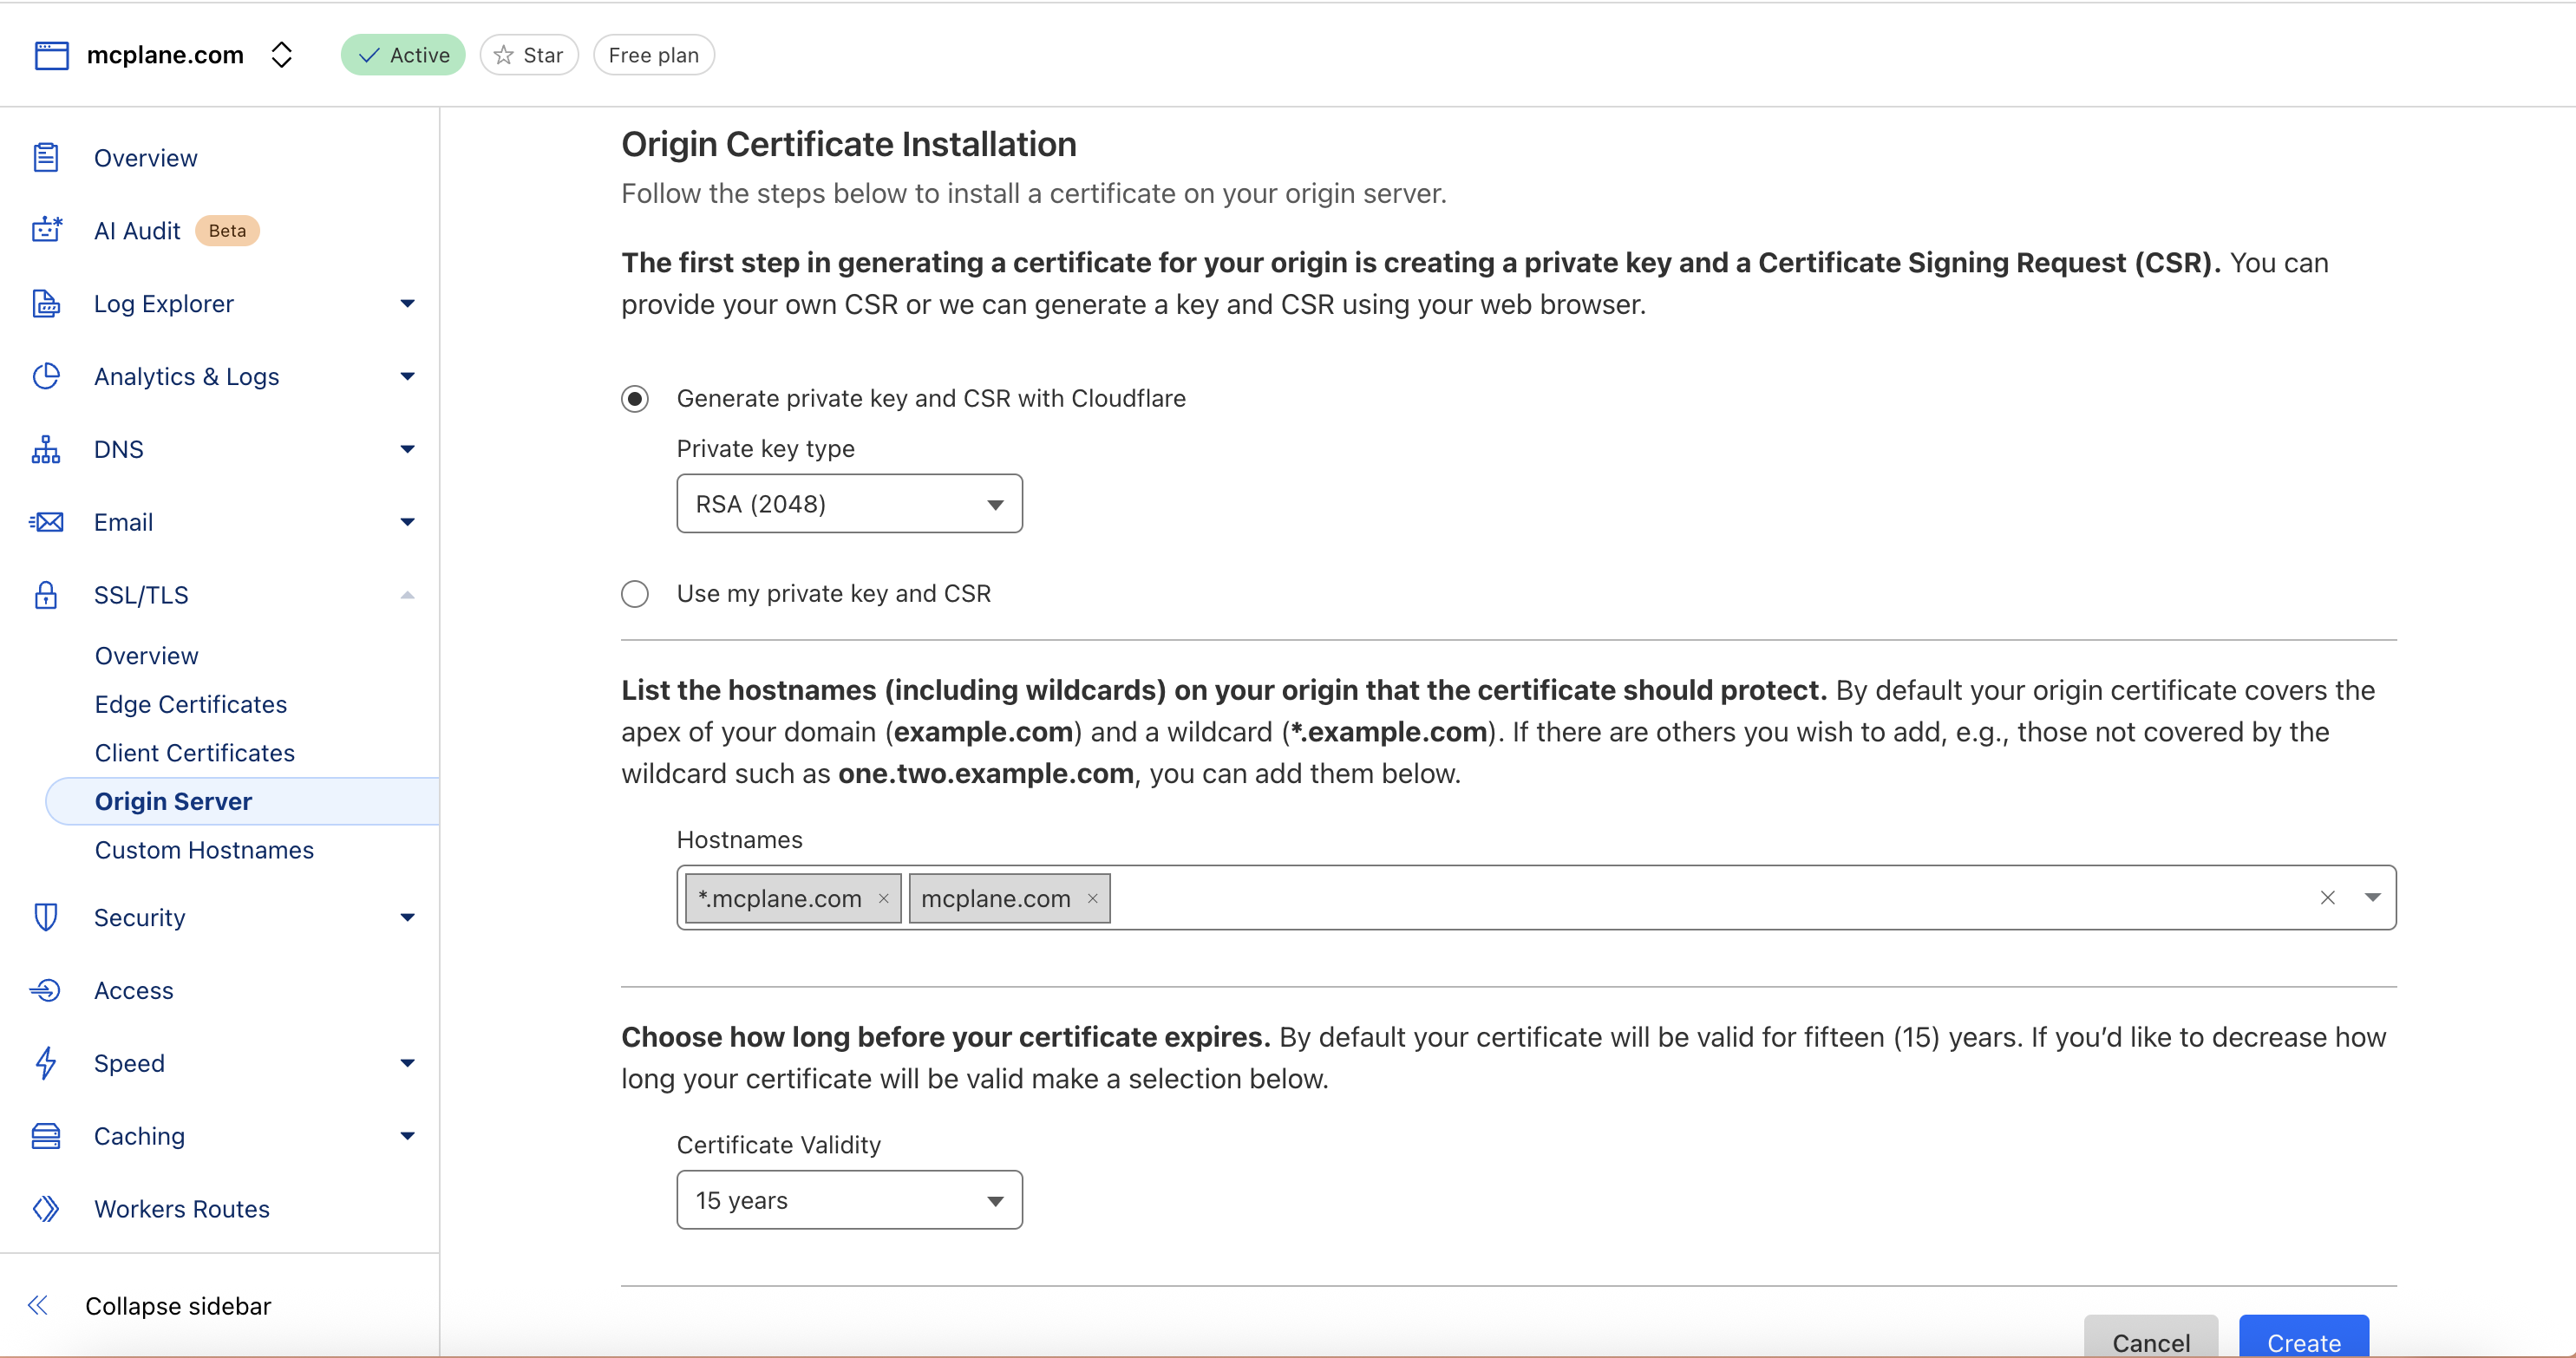 mcplane.com
Active
Star
Free plan
Overview
AI Audit Beta
Log Explorer
Analytics & Logs
DNS
Email
SSL/TLS
Overview
Edge Certificates
Client Certificates
Origin Server
Custom Hostnames
Security
Access
Speed
Caching
Workers Routes
Collapse sidebar
Origin Certificate Installation
Follow the steps below to install a certificate on your origin server.
The first step in generating a certificate for your origin is creating a private key and a Certificate Signing Request (CSR). You can
provide your own CSR or we can generate a key and CSR using your web browser.
Generate private key and CSR with Cloudflare
Private key type
RSA (2048)
Use my private key and CSR
List the hostnames (including wildcards) on your origin that the certificate should protect. By default your origin certificate covers the
apex of your domain (example.com) and a wildcard (*.example.com). If there are others you wish to add, e.g., those not covered by the
wildcard such as one.two.example.com, you can add them below.
Hostnames
*.mcplane.com × mcplane.com ×
Choose how long before your certificate expires. By default your certificate will be valid for fifteen (15) years. If you’d like to decrease how
long your certificate will be valid make a selection below.
Certificate Validity
15 years
Cancel
Create